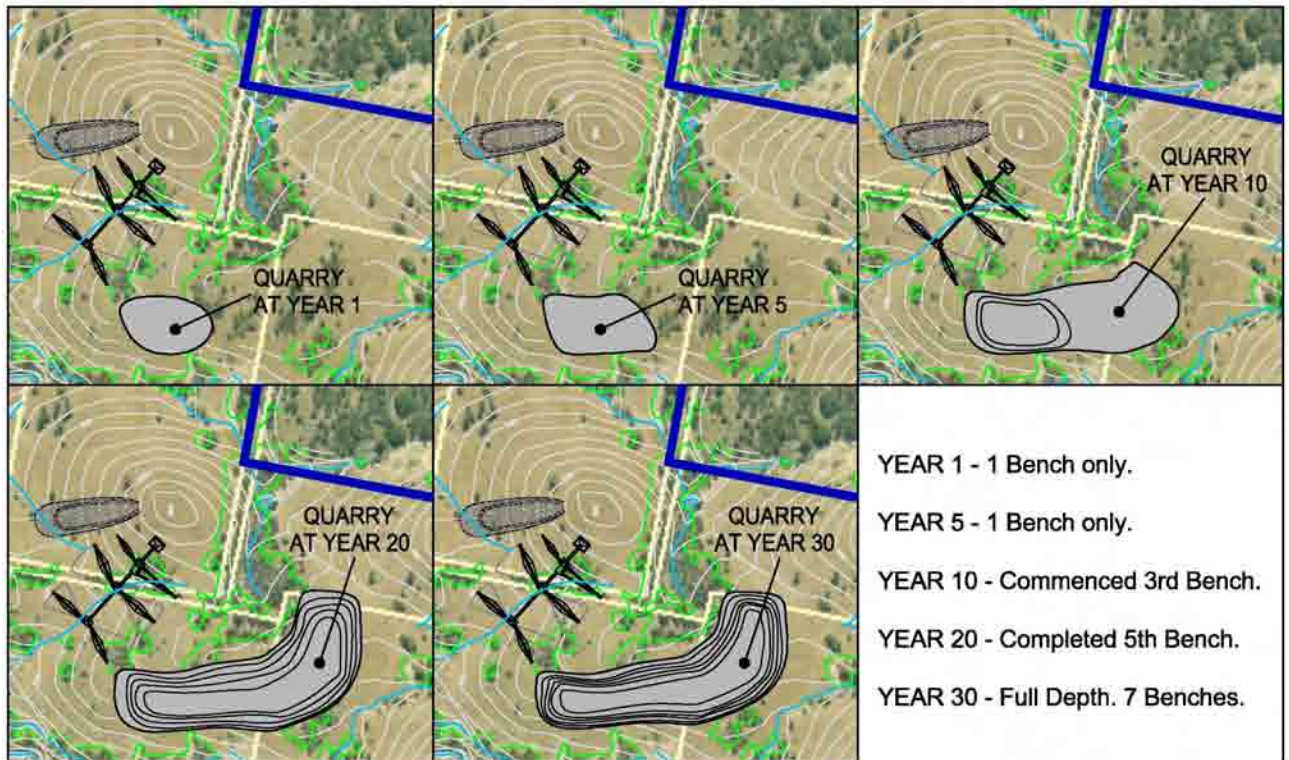 QUARRY
AT YEAR 1
QUARRY
AT YEAR 5
QUARRY
AT YEAR 10
QUARRY
AT YEAR 20
QUARRY
AT YEAR 30
YEAR 1 - 1 Bench only.
YEAR 5 - 1 Bench only.
YEAR 10 - Commenced 3rd Bench.
YEAR 20 - Completed 5th Bench.
YEAR 30 - Full Depth. 7 Benches.